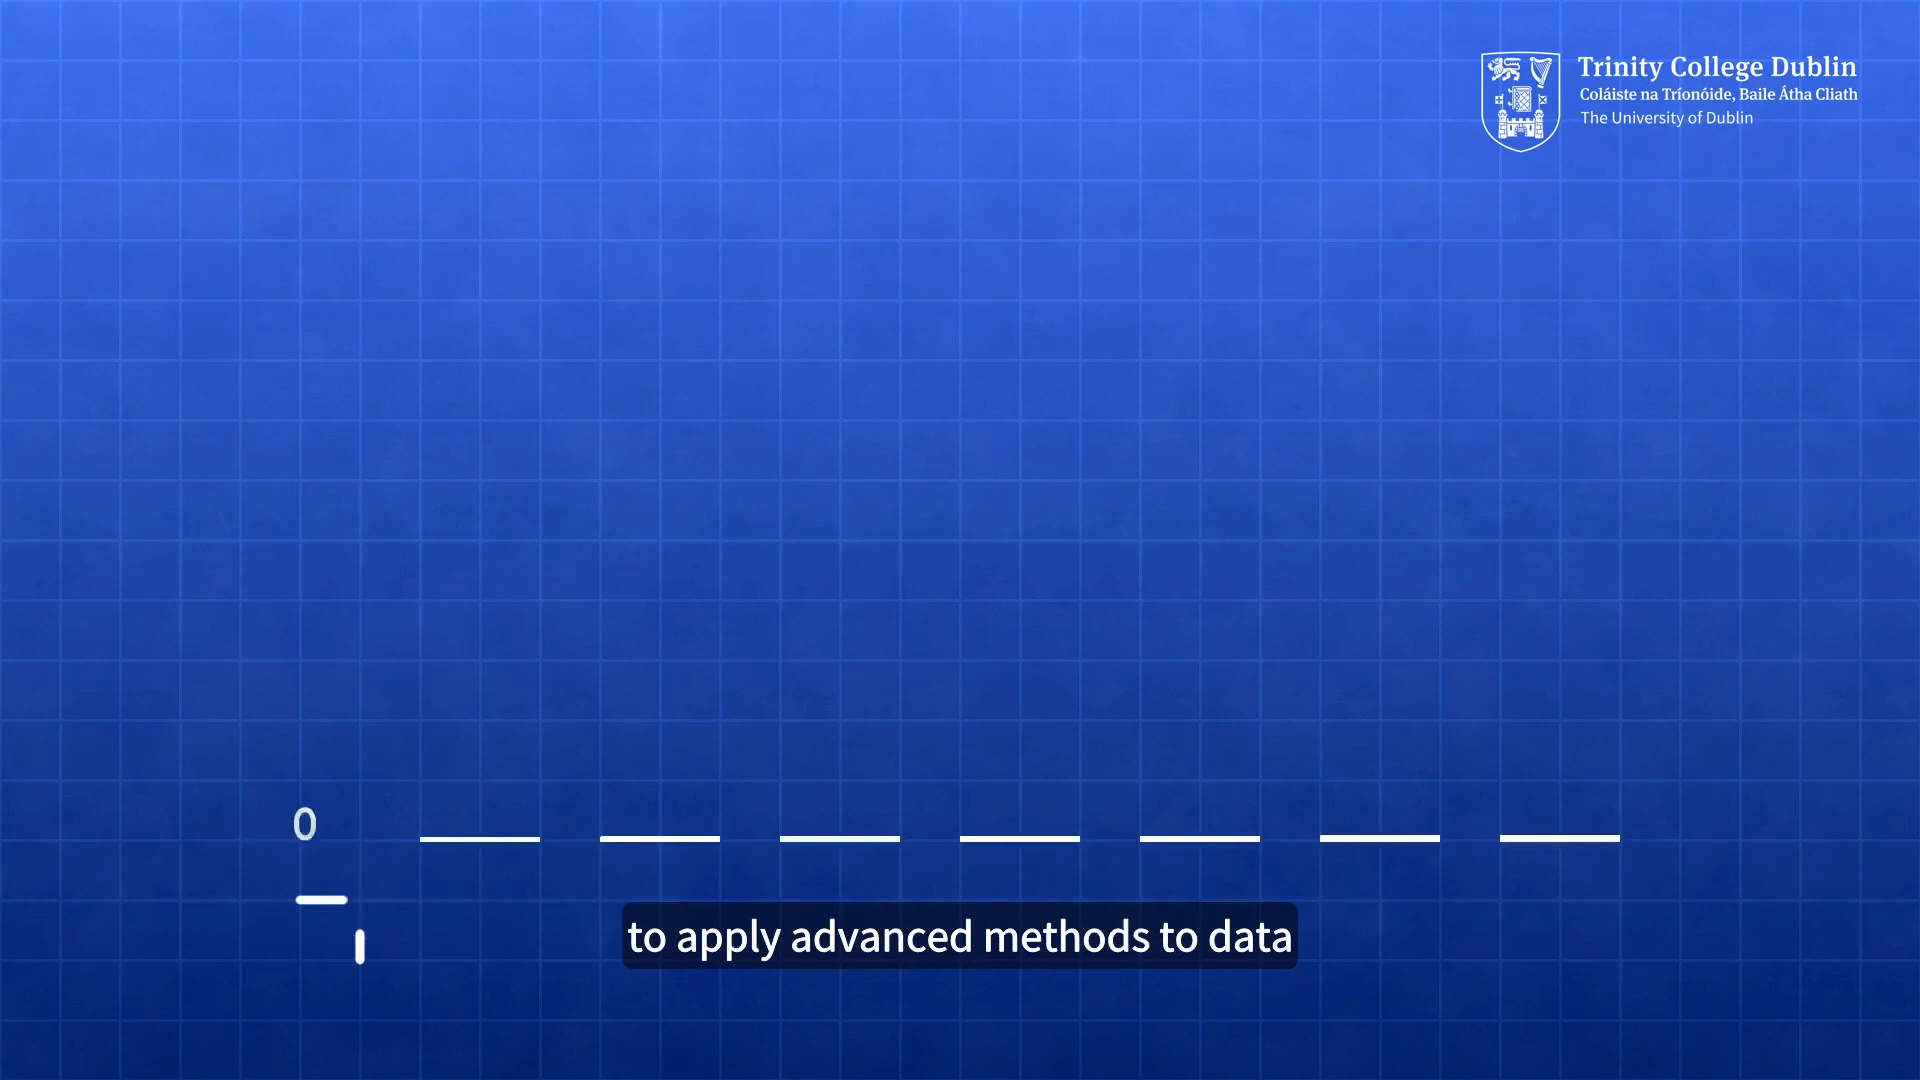 Trinity College Dublin
Coláiste na Tríonóide, Baile Átha Cliath
The University of Dublin
0
to apply advanced methods to data